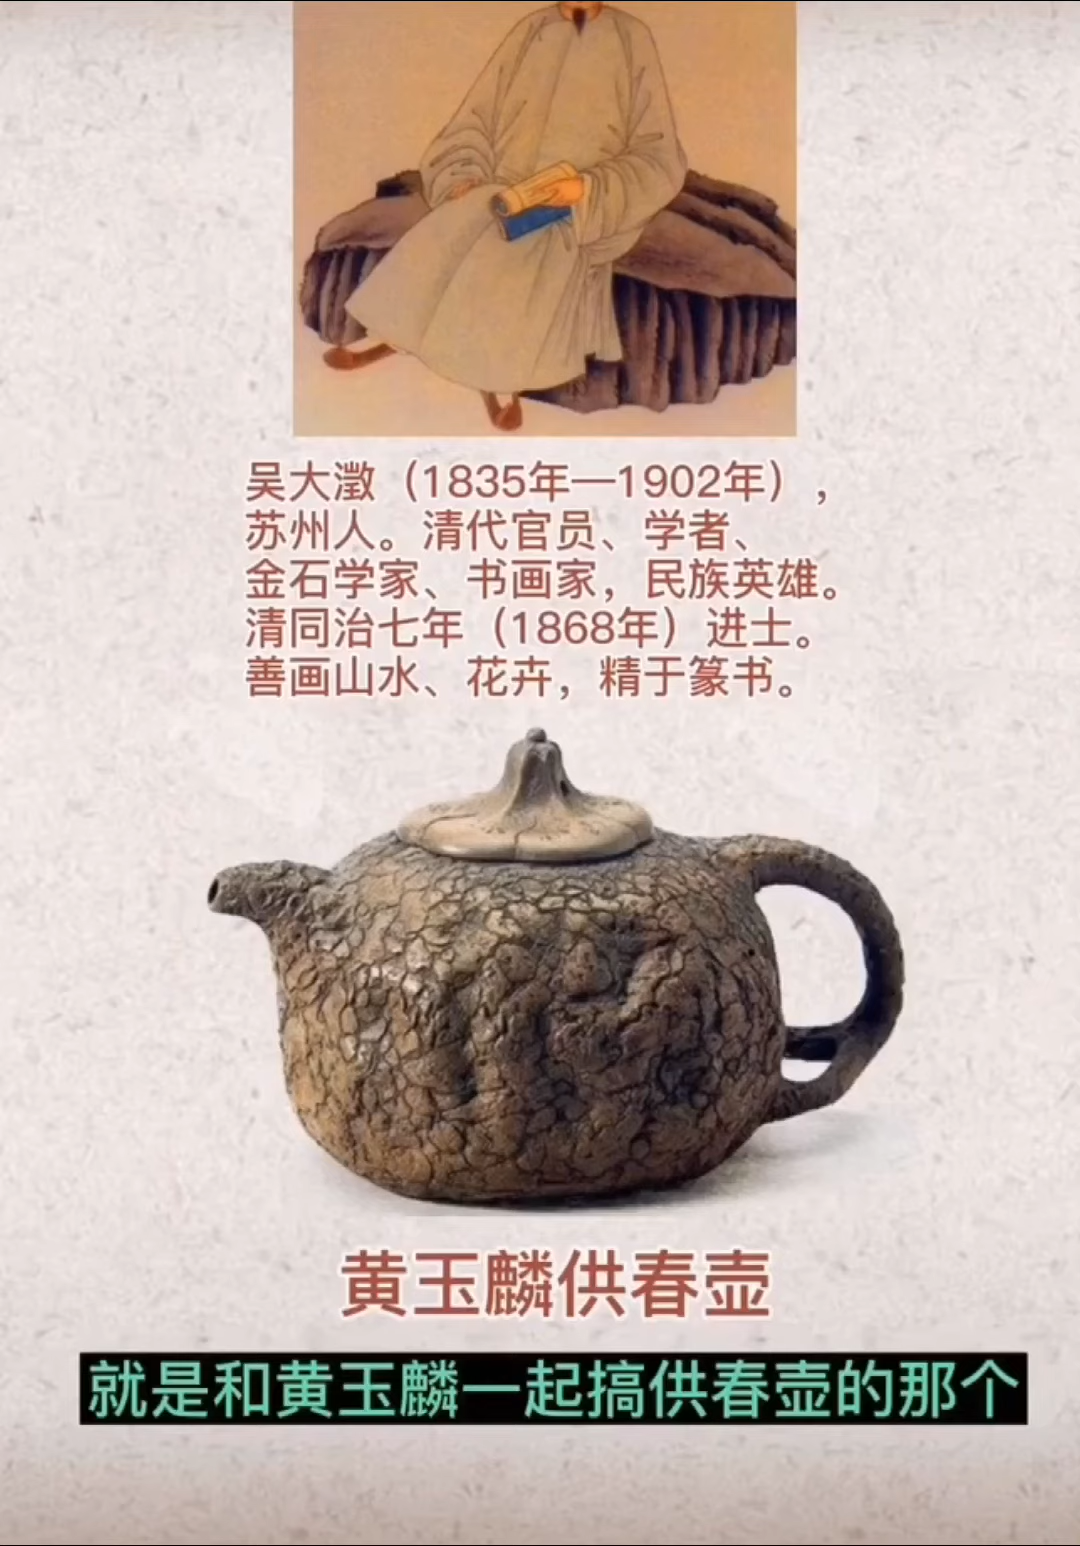 吴大澂（1835年—1902年），
苏州人。清代官员、学者、
金石学家、书画家，民族英雄。
清同治七年（1868年）进士。
善画山水、花卉，精于篆书。
黄玉麟供春壶
就是和黄玉麟一起搞供春壶的那个